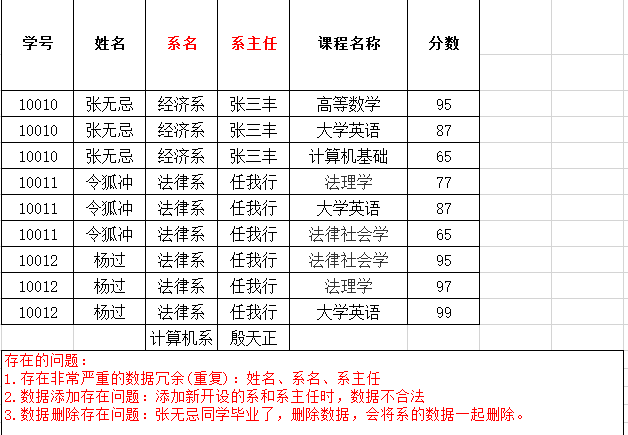 学号 姓名 系名 系主任 课程名称 分数
10010 张无忌 经济系 张三丰 高等数学 95
10010 张无忌 经济系 张三丰 大学英语 87
10010 张无忌 经济系 张三丰 计算机基础 65
10011 令狐冲 法律系 任我行 法理学 77
10011 令狐冲 法律系 任我行 大学英语 87
10011 令狐冲 法律系 任我行 法律社会学 65
10012 杨过 法律系 任我行 法律社会学 95
10012 杨过 法律系 任我行 法理学 97
10012 杨过 法律系 任我行 大学英语 99
计算机系 殷天正
存在的问题：
1.存在非常严重的数据冗余(重复)：姓名、系名、系主任
2.数据添加存在问题：添加新开设的系和系主任时，数据不合法
3.数据删除存在问题：张无忌同学毕业了，删除数据，会将系的数据一起删除。